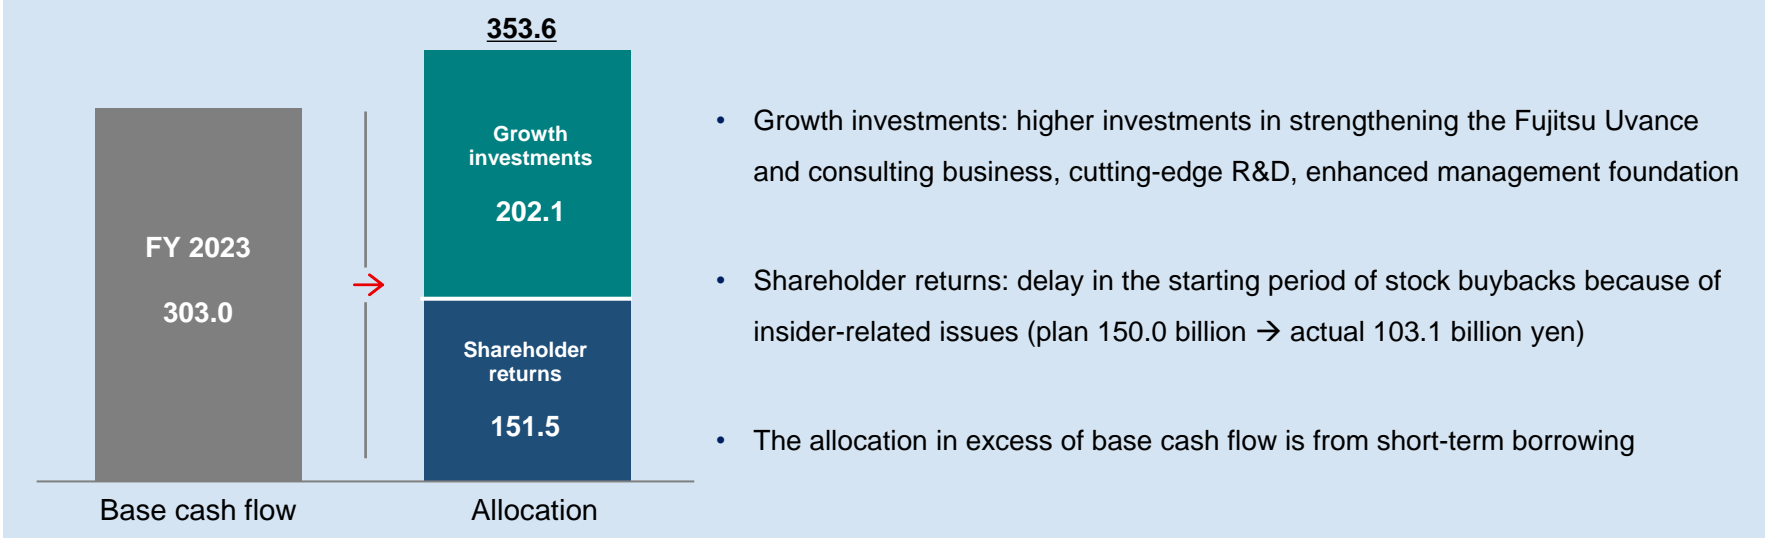 353.6
Growth
investments
202.1
FY 2023
303.0
Shareholder
returns
151.5
Base cash flow
Allocation
• Growth investments: higher investments in strengthening the Fujitsu Uvance
and consulting business, cutting-edge R&D, enhanced management foundation
• Shareholder returns: delay in the starting period of stock buybacks because of
insider-related issues (plan 150.0 billion → actual 103.1 billion yen)
• The allocation in excess of base cash flow is from short-term borrowing